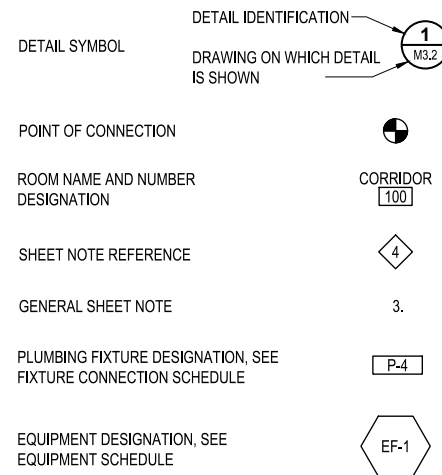 DETAIL IDENTIFICATION
1
DETAIL SYMBOL
M3.2
DRAWING ON WHICH DETAIL
IS SHOWN
POINT OF CONNECTION
ROOM NAME AND NUMBER
DESIGNATION
CORRIDOR
100
SHEET NOTE REFERENCE
4
GENERAL SHEET NOTE
3.
PLUMBING FIXTURE DESIGNATION, SEE
FIXTURE CONNECTION SCHEDULE
P-4
EQUIPMENT DESIGNATION, SEE
EQUIPMENT SCHEDULE
EF-1